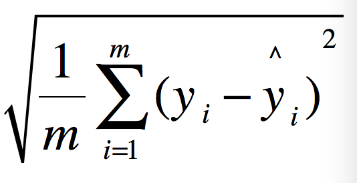 √(1/m ∑_{i=1}^{m} (y_i − ŷ_i)^2)